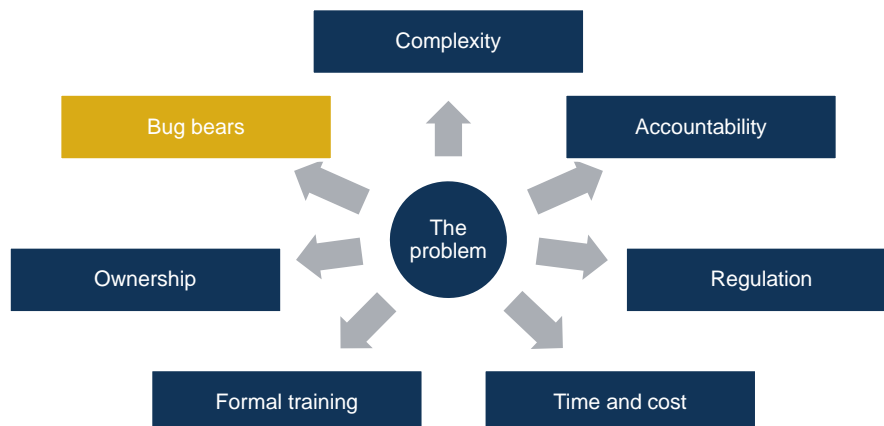 Complexity
Bug bears
Accountability
The
problem
Ownership
Regulation
Formal training
Time and cost